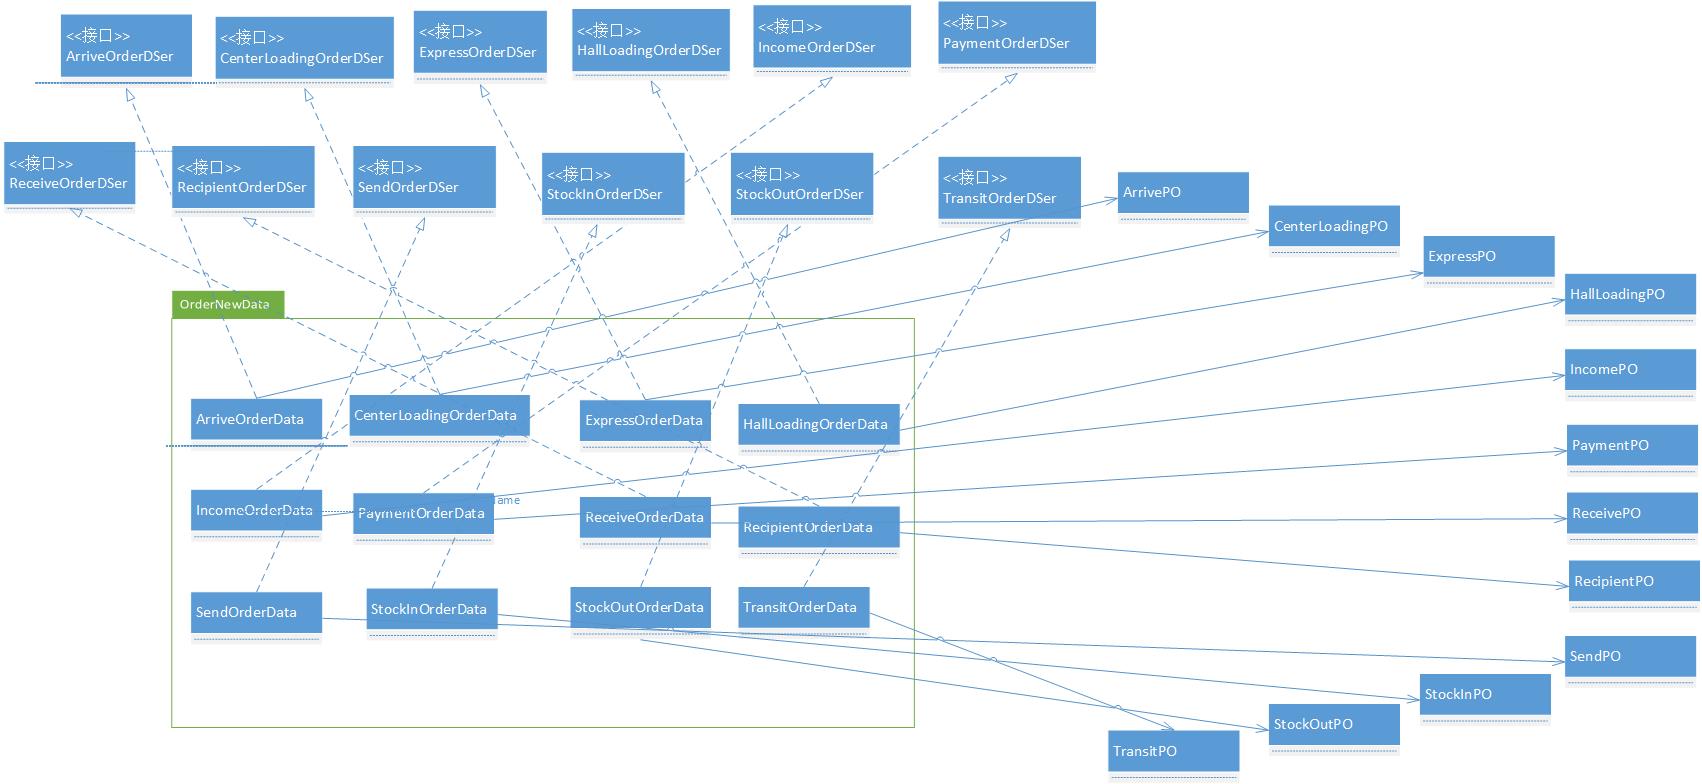 <<接口>>
ArriveOrderDSer
<<接口>>
CenterLoadingOrderDSer
<<接口>>
ExpressOrderDSer
<<接口>>
HallLoadingOrderDSer
<<接口>>
IncomeOrderDSer
<<接口>>
PaymentOrderDSer
<<接口>>
ReceiveOrderDSer
<<接口>>
RecipientOrderDSer
<<接口>>
SendOrderDSer
<<接口>>
StockInOrderDSer
<<接口>>
StockOutOrderDSer
<<接口>>
TransitOrderDSer
ArrivePO
CenterLoadingPO
ExpressPO
HallLoadingPO
IncomePO
PaymentPO
ReceivePO
RecipientPO
SendPO
StockInPO
StockOutPO
TransitPO
OrderNewData
ArriveOrderData
CenterLoadingOrderData
ExpressOrderData
HallLoadingOrderData
IncomeOrderData
PaymentOrderData
ReceiveOrderData
RecipientOrderData
SendOrderData
StockInOrderData
StockOutOrderData
TransitOrderData